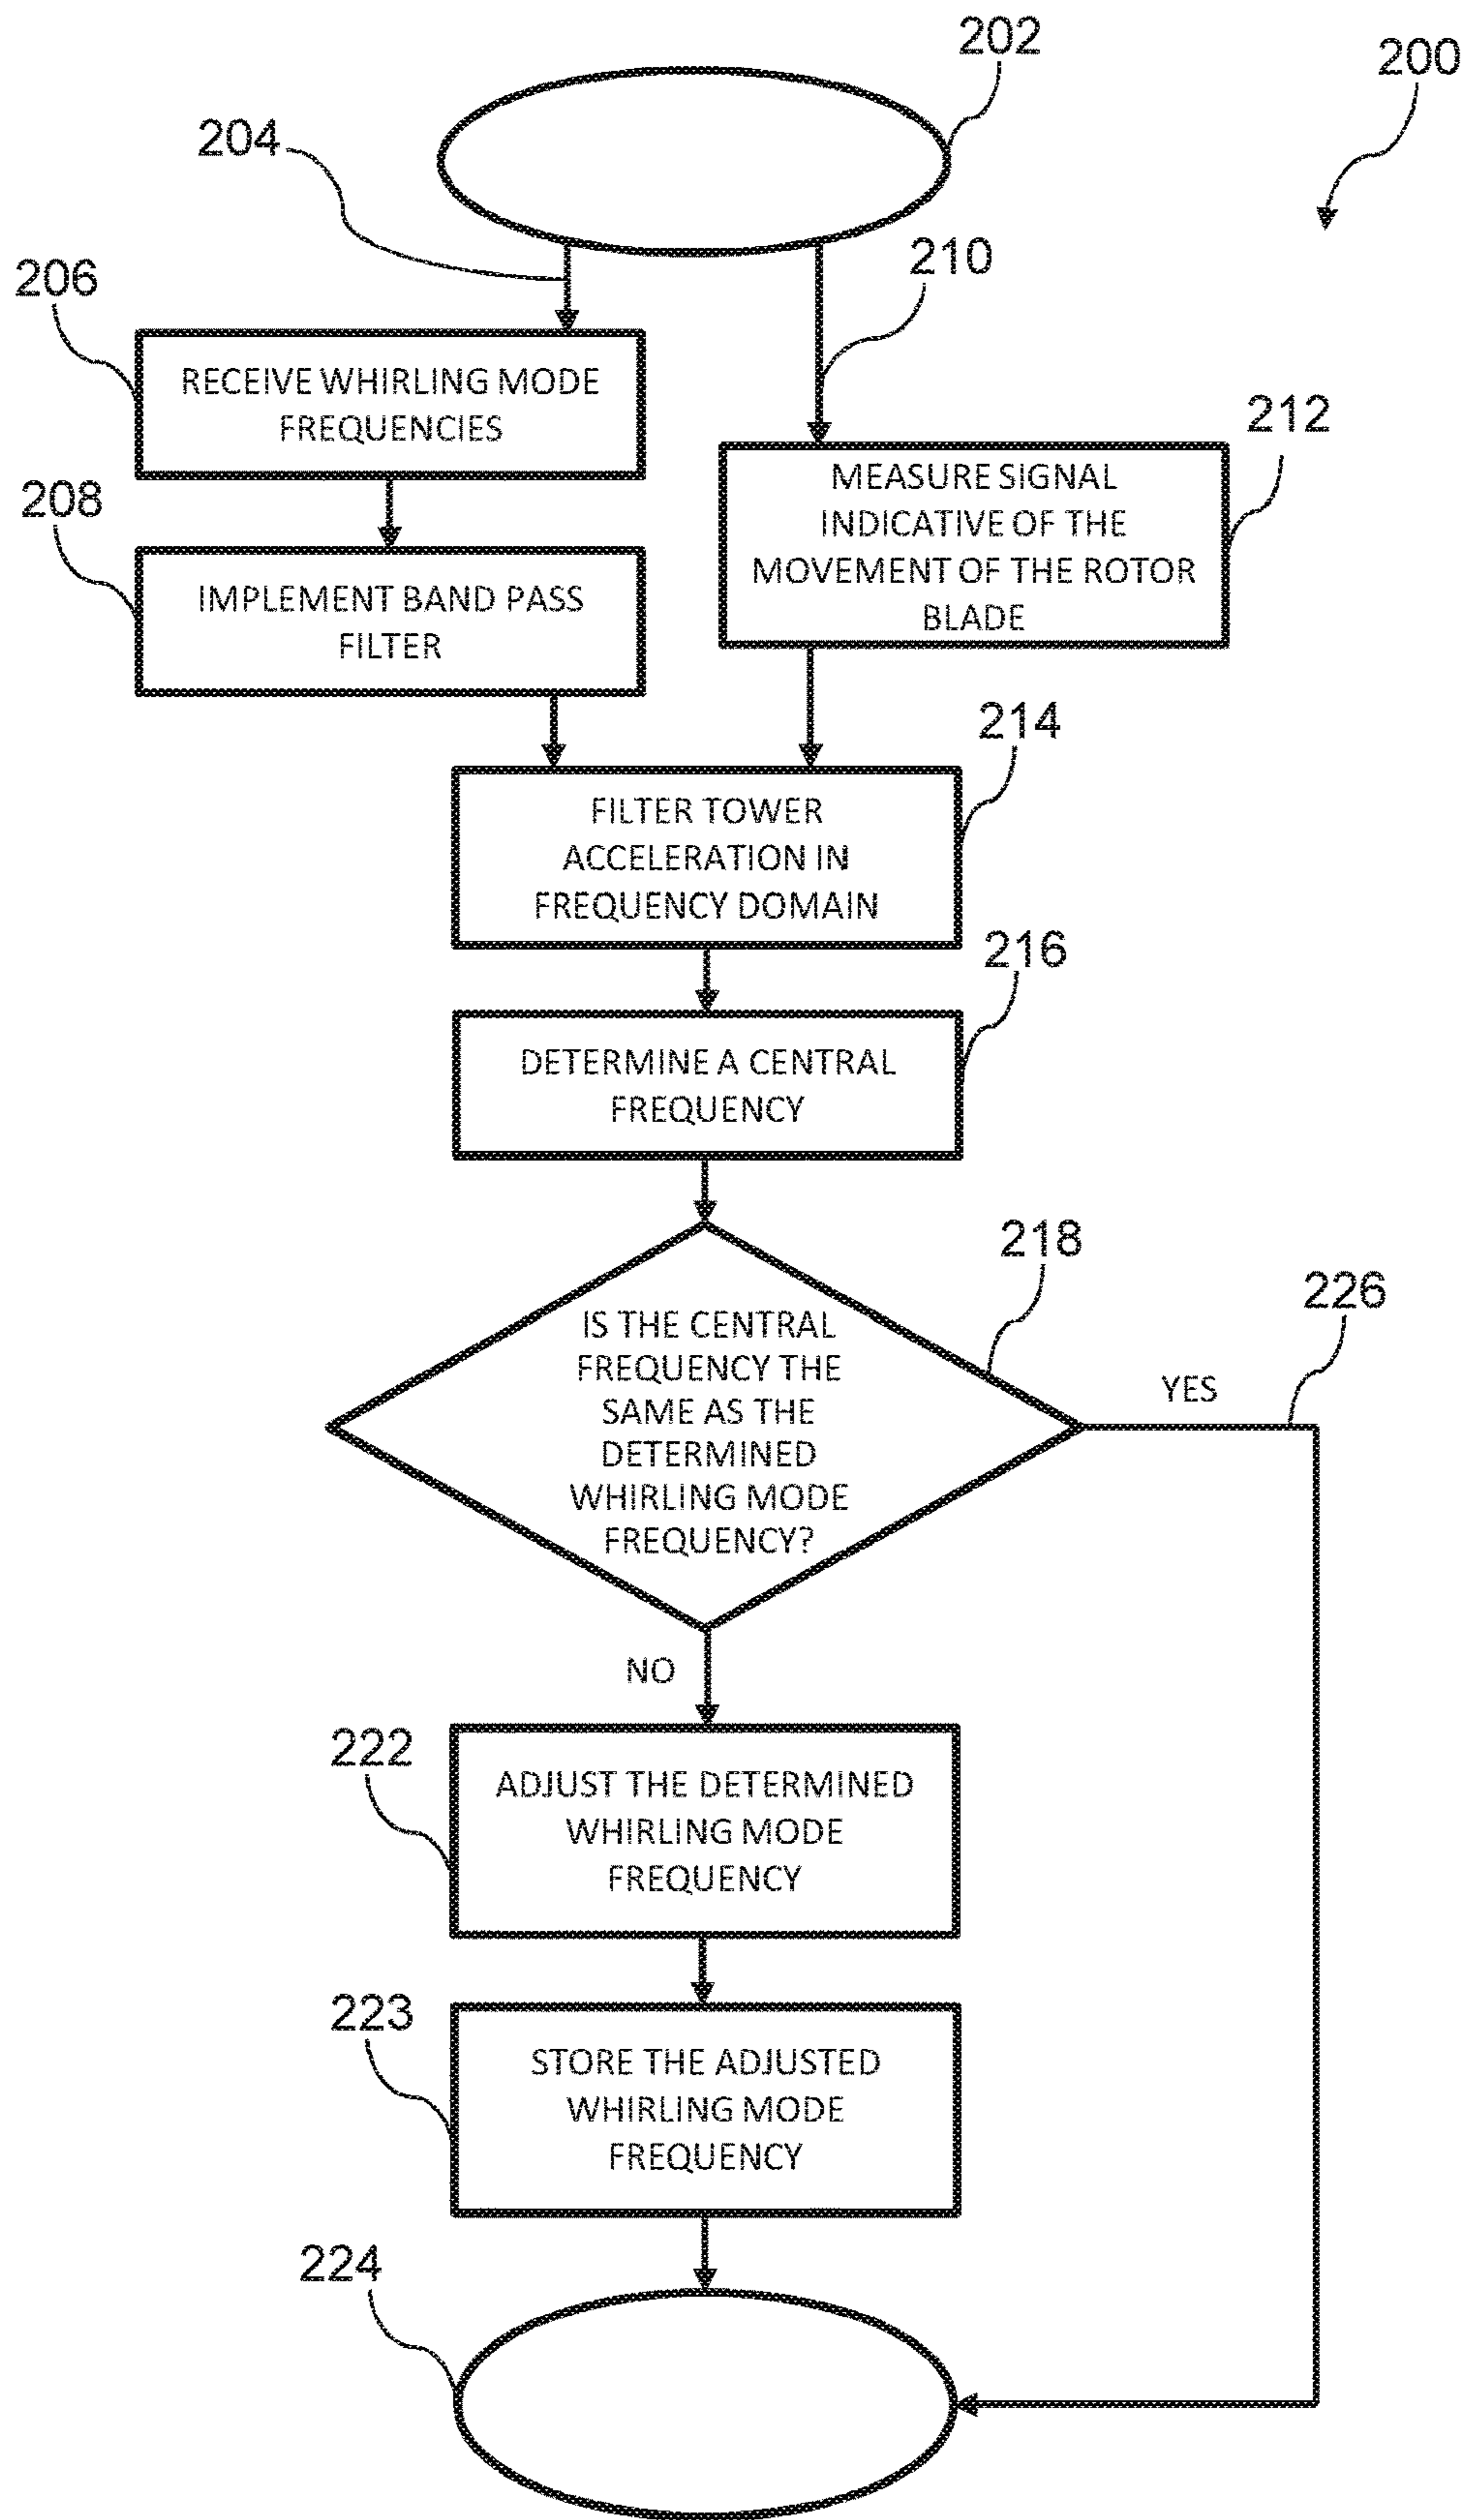 202
200
204
210
206
RECEIVE WHIRLING MODE
FREQUENCIES
212
208
MEASURE SIGNAL
INDICATIVE OF THE
MOVEMENT OF THE ROTOR
BLADE
IMPLEMENT BAND PASS
FILTER
214
FILTER TOWER
ACCELERATION IN
FREQUENCY DOMAIN
216
DETERMINE A CENTRAL
FREQUENCY
218
226
IS THE CENTRAL
FREQUENCY THE
SAME AS THE
DETERMINED
WHIRLING MODE
FREQUENCY?
YES
NO
222
ADJUST THE DETERMINED
WHIRLING MODE
FREQUENCY
223
STORE THE ADJUSTED
WHIRLING MODE
FREQUENCY
224